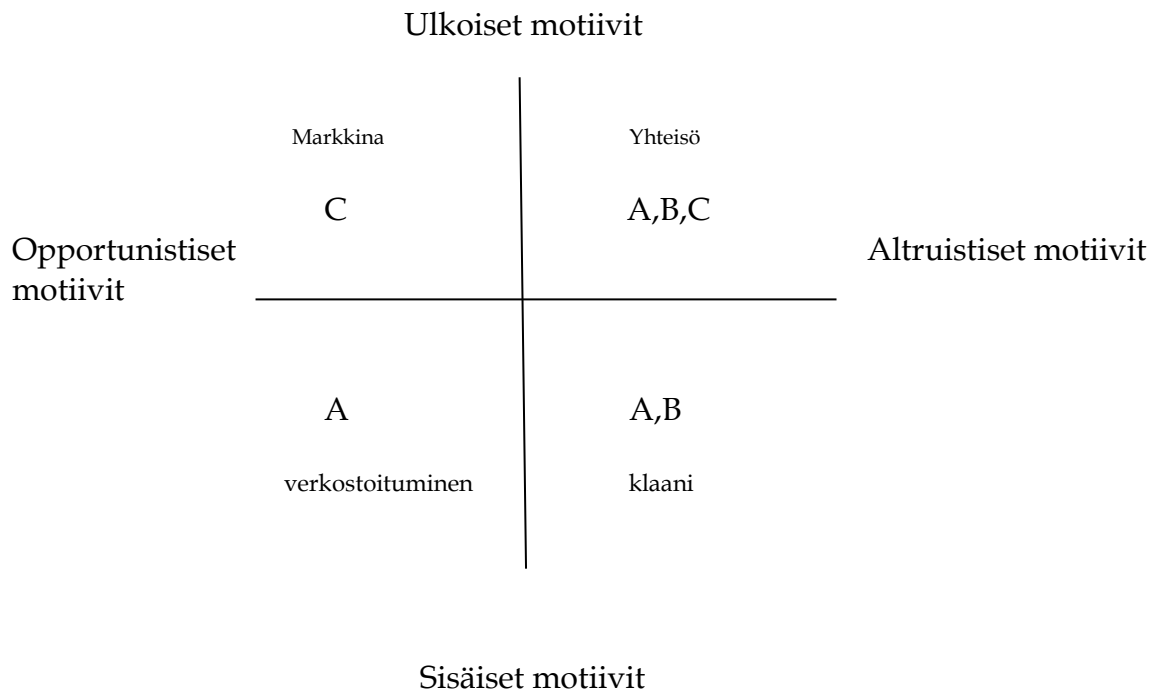 Ulkoiset motiivit
Markkina
Yhteisö
C
A,B,C
Opportunistiset
motiivit
Altruistiset motiivit
A
A,B
verkostoituminen
klaani
Sisäiset motiivit